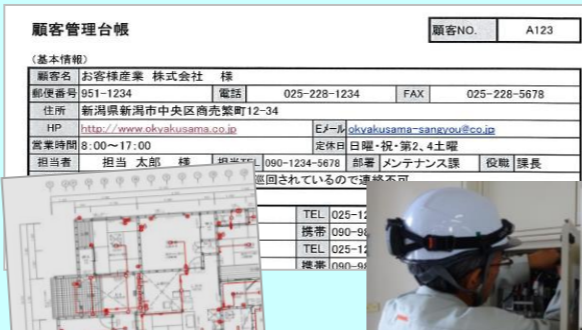 顧客管理台帳
顧客NO. A123
(基本情報)
顧客名 お客様産業 株式会社 様
郵便番号 951-1234 電話 025-228-1234 FAX 025-228-5678
住所 新潟県新潟市中央区商売繁町12-34
HP http://www.okyakusama.co.jp Eメール okyakusama-sangyou@co.jp
営業時間 8:00~17:00 定休日 日曜・祝・第2、4土曜
担当者 担当 太郎 様 担当TEL 090-1234-5678 部署 メンテナンス課 役職 課長
巡回されているので連絡不可
TEL 025-12
携帯 090-98
TEL 025-12
携帯 090-98